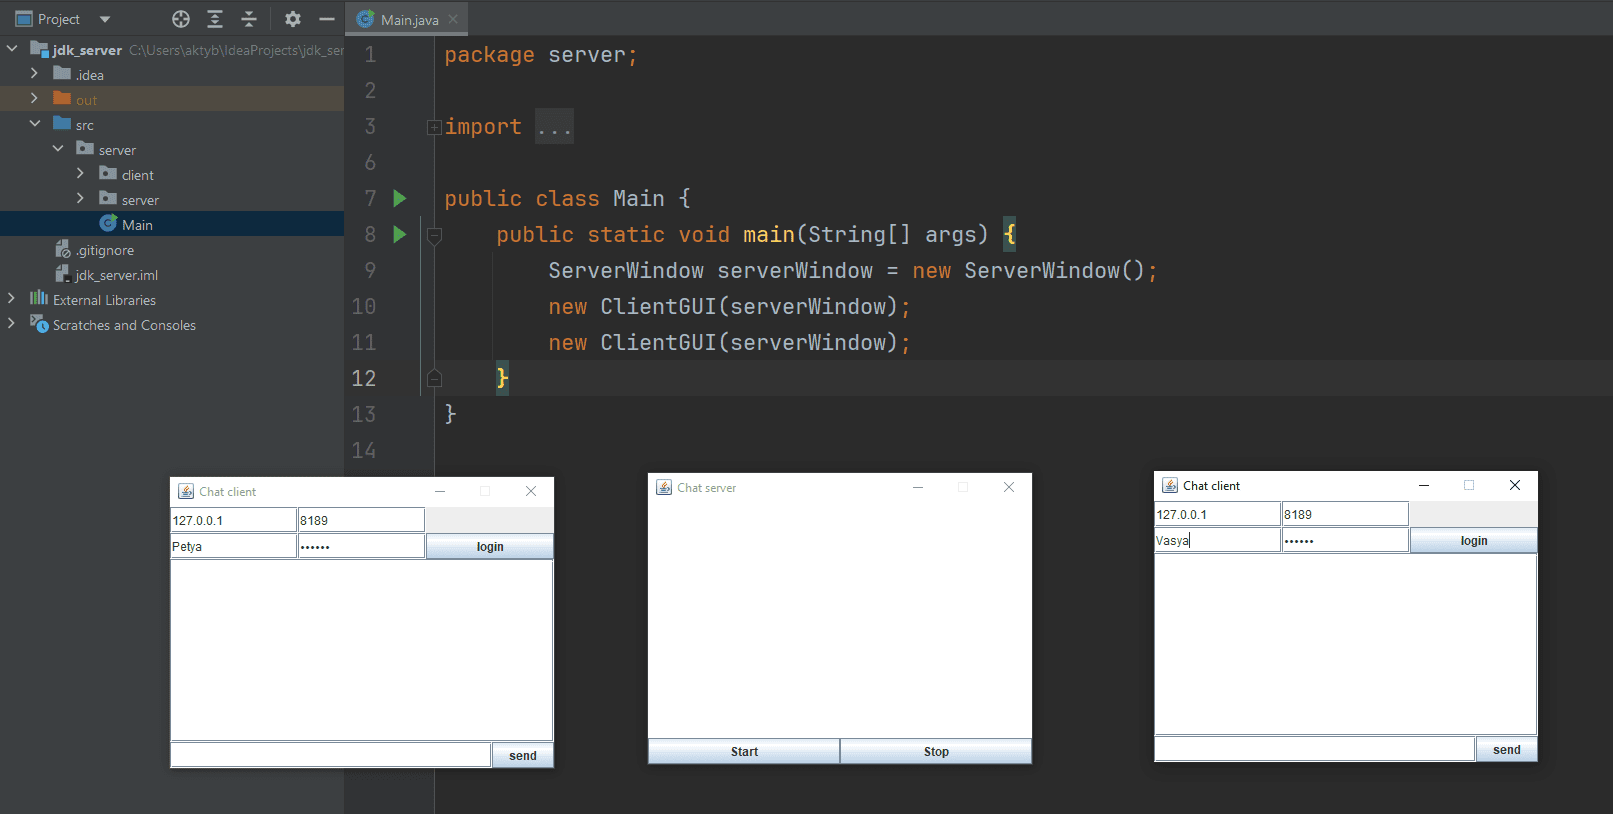 Project
jdk_server C:\Users\aktyb\IdeaProjects\jdk_ser
.idea
out
src
server
client
server
Main
.gitignore
jdk_server.iml
External Libraries
Scratches and Consoles
Main.java
1 package server;
2
3 import ...
6
7 public class Main {
8 public static void main(String[] args) {
9 ServerWindow serverWindow = new ServerWindow();
10 new ClientGUI(serverWindow);
11 new ClientGUI(serverWindow);
12 }
13 }
14
Chat client
127.0.0.1 8189
Petya •••••• login
send
Chat server
Start Stop
Chat client
127.0.0.1 8189
Vasya •••••• login
send